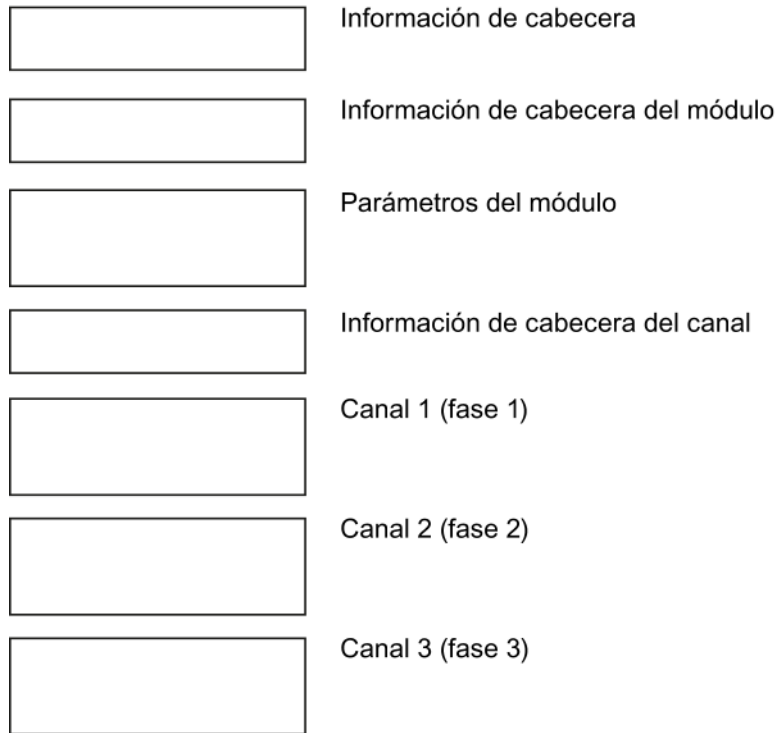 Información de cabecera
Información de cabecera del módulo
Parámetros del módulo
Información de cabecera del canal
Canal 1 (fase 1)
Canal 2 (fase 2)
Canal 3 (fase 3)